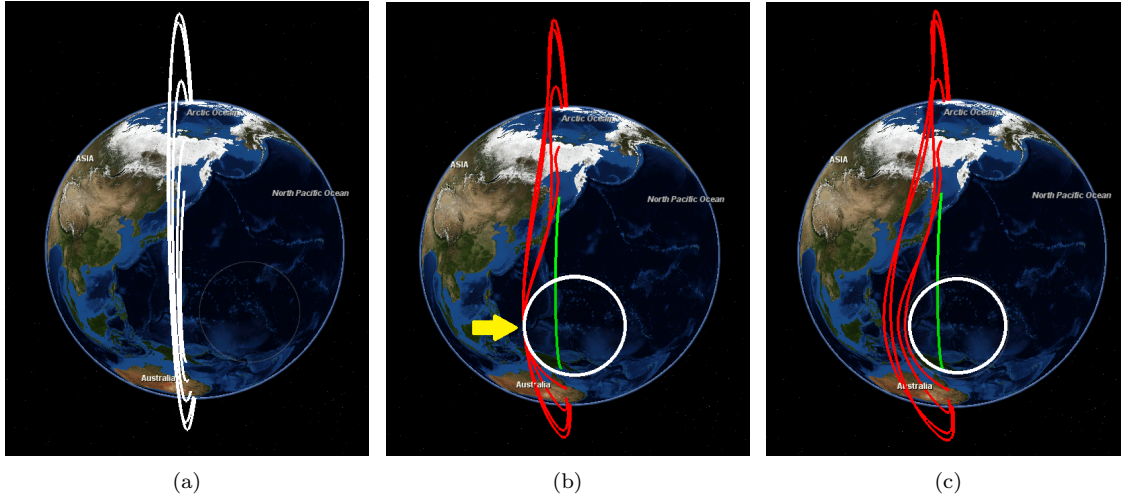 Arctic Ocean
ASIA
North Pacific Ocean
Australia
(a)
Arctic Ocean
ASIA
North Pacific Ocean
Australia
(b)
Arctic Ocean
ASIA
North Pacific Ocean
Australia
(c)